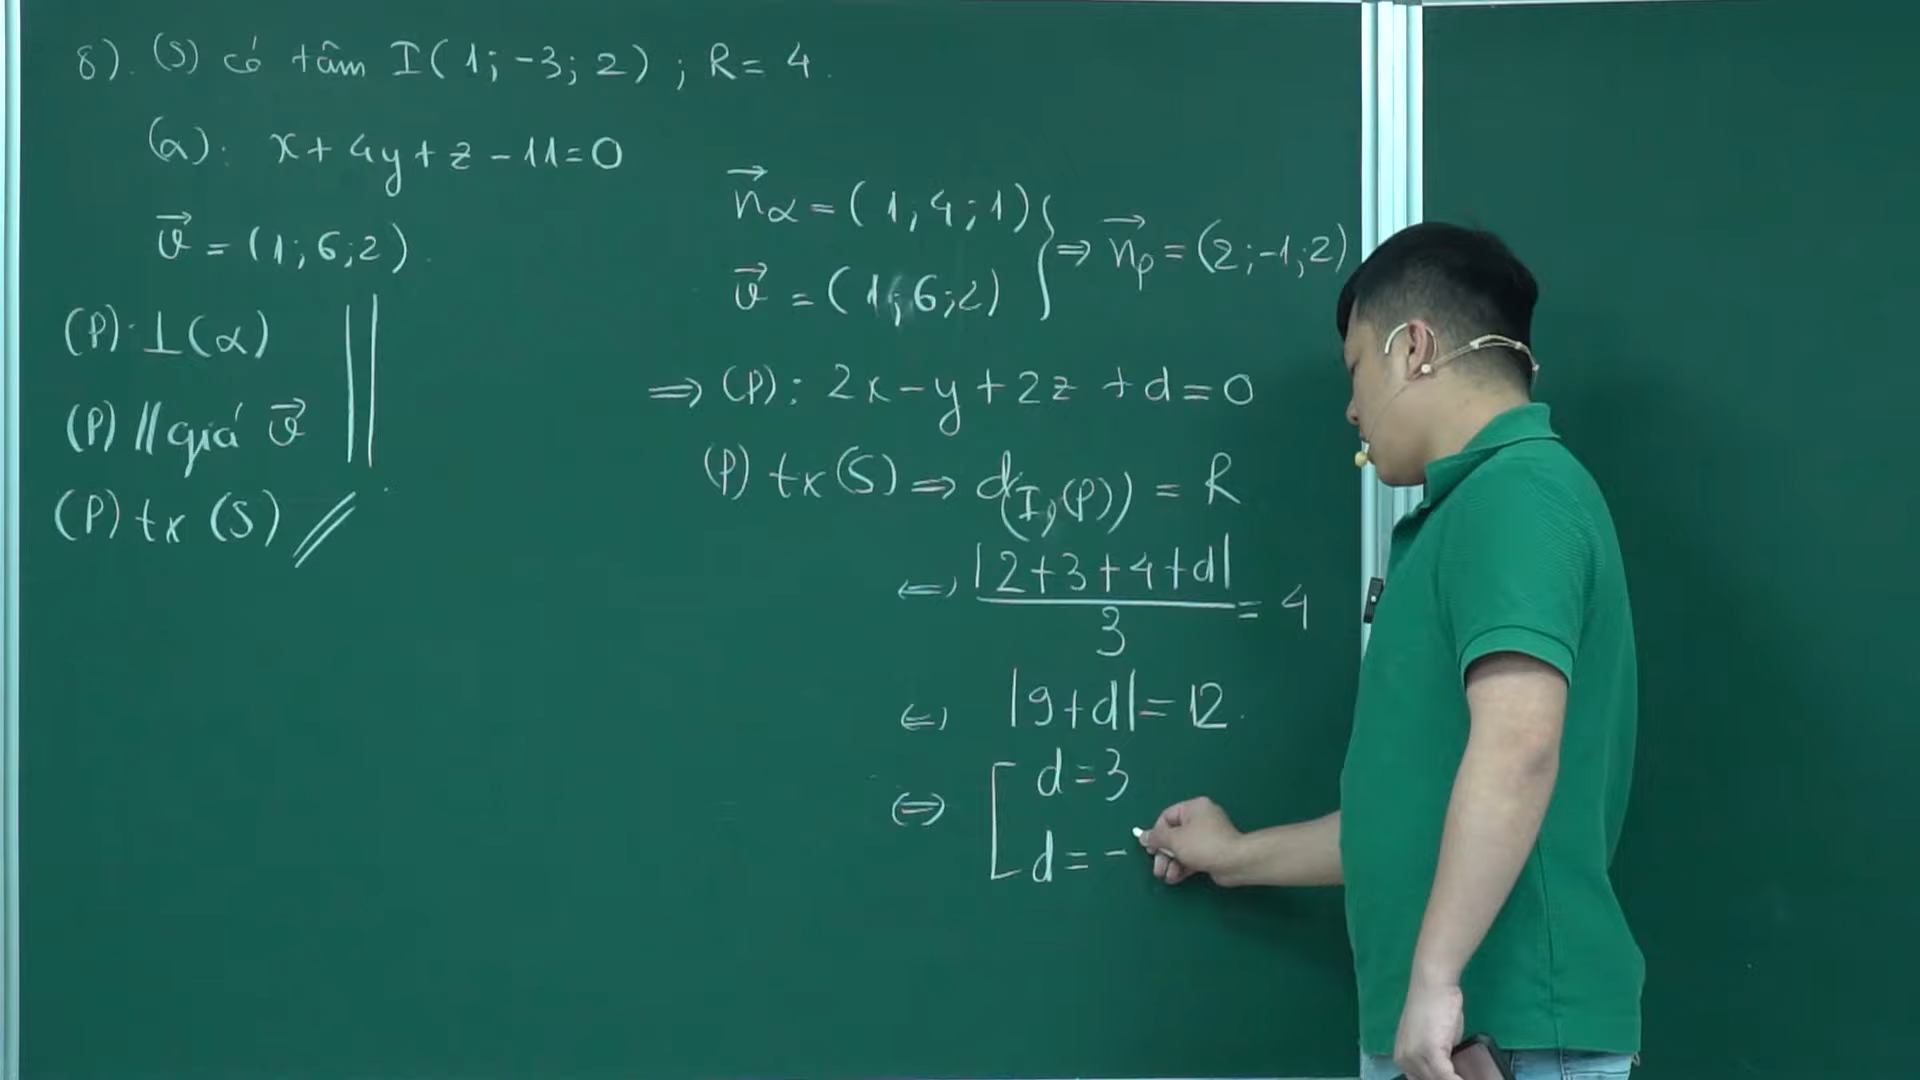 8). (S) có tâm I(1; -3; 2) ; R = 4.
(α): x + 4y + z - 11 = 0
v⃗ = (1; 6; 2).
(P) ⊥ (α)
(P) // giá v⃗
(P) tx (S)
n⃗α = (1; 4; 1)
v⃗ = (1; 6; 2) } ⇒ n⃗p = (2; -1; 2)
⇒ (P): 2x - y + 2z + d = 0
(P) tx (S) ⇒ d(I, (P)) = R
⇔ |2+3+4+d| / 3 = 4
⇔ |9+d| = 12.
⇔ [ d = 3
d = -